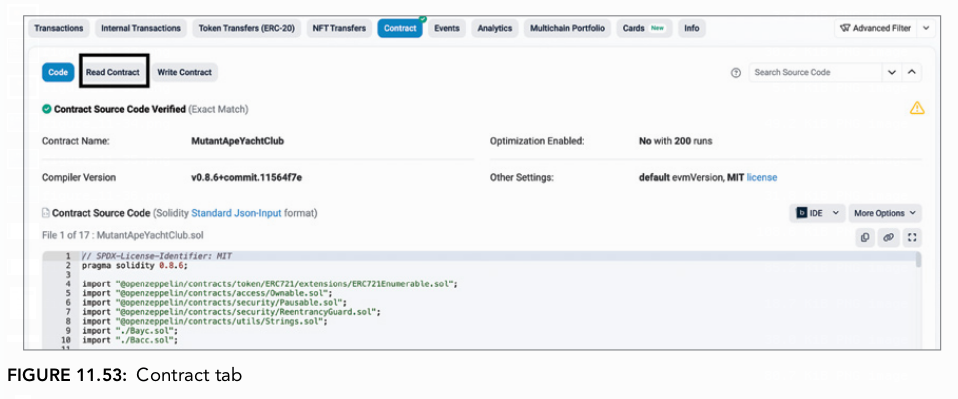 Transactions Internal Transactions Token Transfers (ERC-20) NFT Transfers Contract Events Analytics Multichain Portfolio Cards New Info Advanced Filter
Code Read Contract Write Contract Search Source Code
Contract Source Code Verified (Exact Match)
Contract Name: MutantApeYachtClub Optimization Enabled: No with 200 runs
Compiler Version v0.8.6+commit.11564f7e Other Settings: default evmVersion, MIT license
Contract Source Code (Solidity Standard Json-Input format) IDE More Options
File 1 of 17 : MutantApeYachtClub.sol
1 // SPDX-License-Identifier: MIT
2 pragma solidity 0.8.6;
3
4 import "@openzeppelin/contracts/token/ERC721/extensions/ERC721Enumerable.sol";
5 import "@openzeppelin/contracts/access/Ownable.sol";
6 import "@openzeppelin/contracts/security/Pausable.sol";
7 import "@openzeppelin/contracts/security/ReentrancyGuard.sol";
8 import "@openzeppelin/contracts/utils/Strings.sol";
9 import "./Bayc.sol";
10 import "./Bacc.sol";
11
FIGURE 11.53: Contract tab